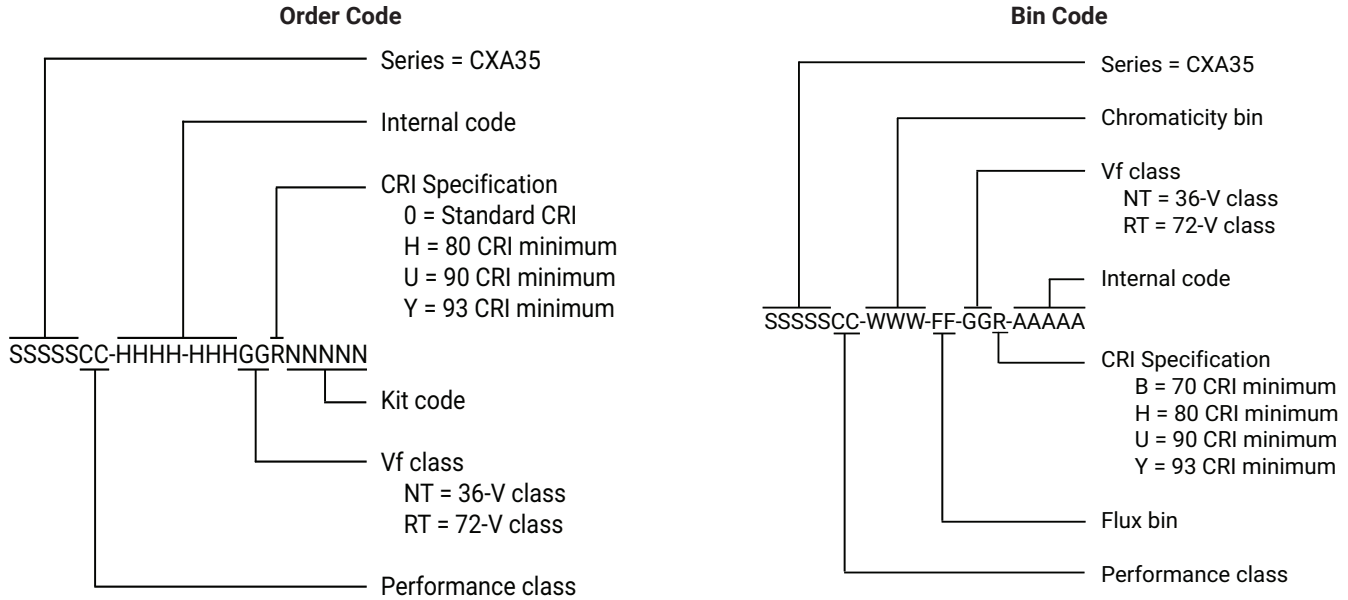 Order Code
Series = CXA35
Internal code
CRI Specification
0 = Standard CRI
H = 80 CRI minimum
U = 90 CRI minimum
Y = 93 CRI minimum
SSSSSCC-HHHH-HHHGGRNNNNN
Kit code
Vf class
NT = 36-V class
RT = 72-V class
Performance class
Bin Code
Series = CXA35
Chromaticity bin
Vf class
NT = 36-V class
RT = 72-V class
Internal code
SSSSSCC-WWW-FF-GGR-AAAAA
CRI Specification
B = 70 CRI minimum
H = 80 CRI minimum
U = 90 CRI minimum
Y = 93 CRI minimum
Flux bin
Performance class